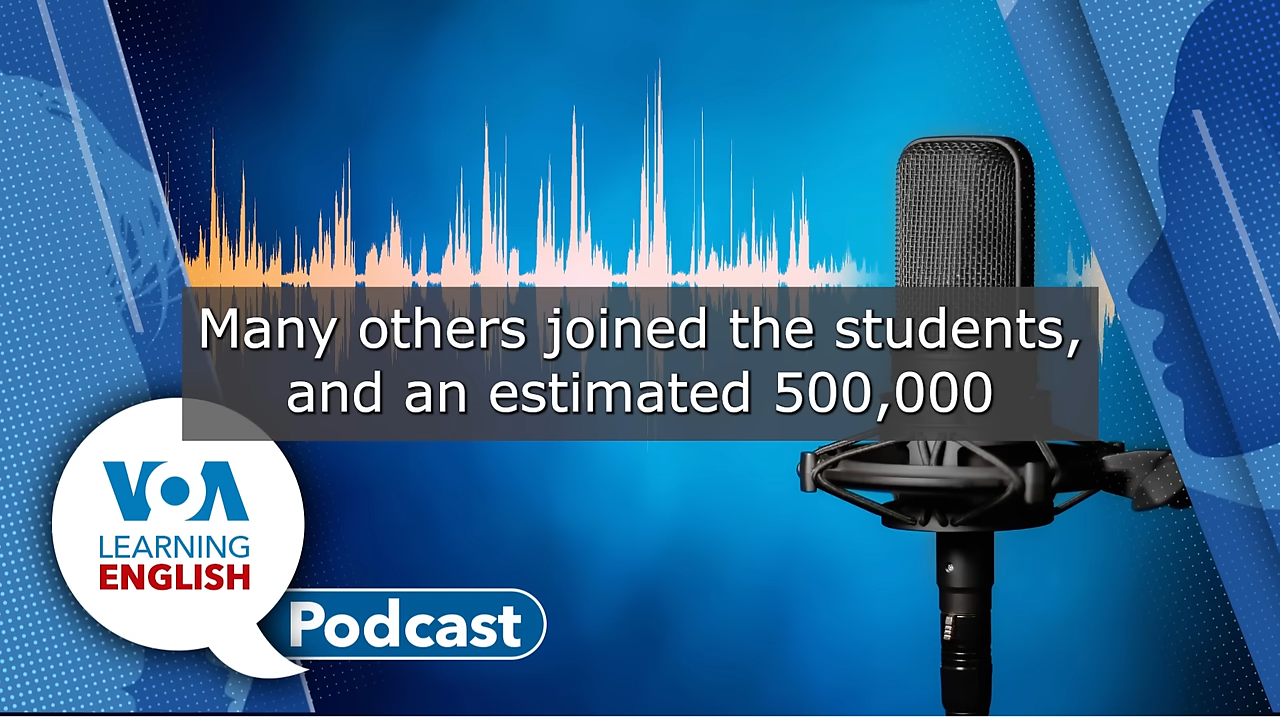 Many others joined the students,
and an estimated 500,000
VOA
LEARNING
ENGLISH
Podcast